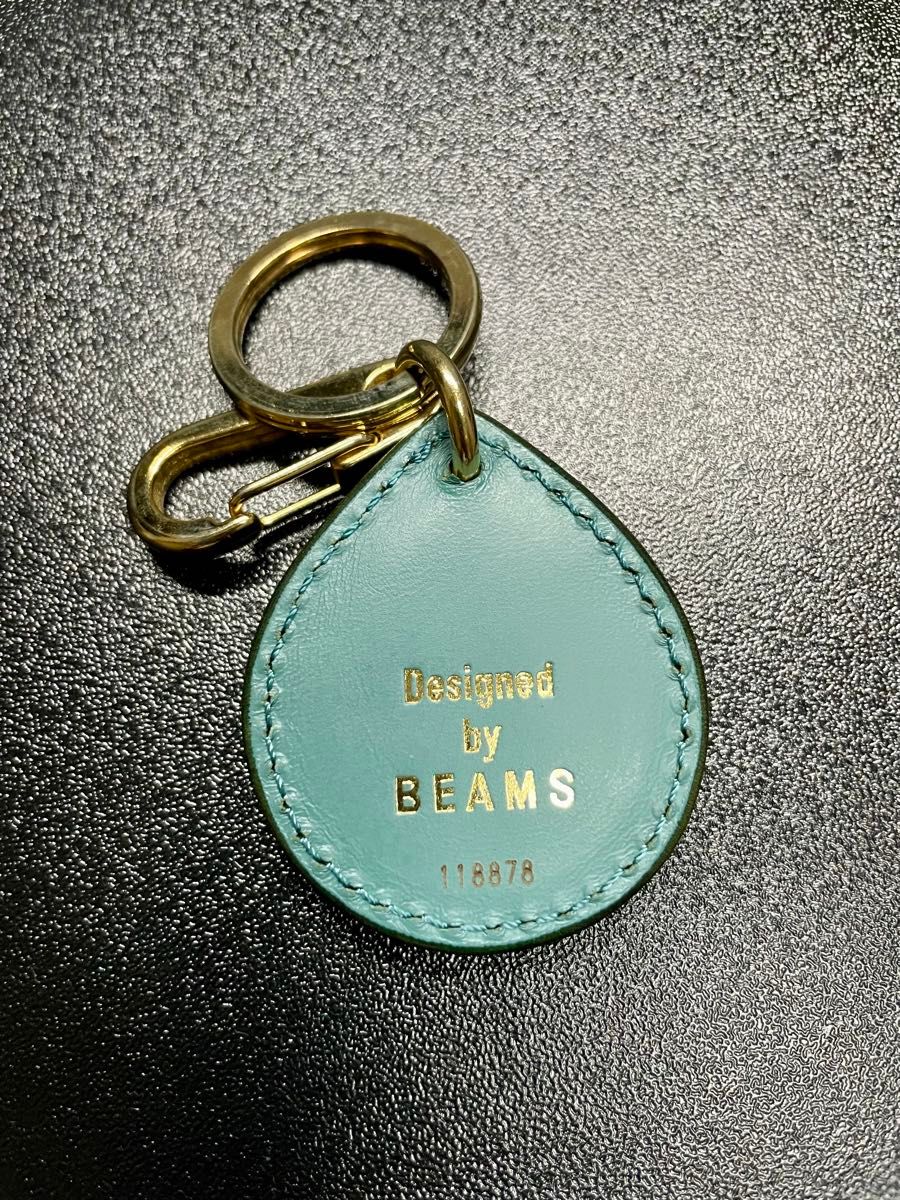 Designed
by
BEAMS
118878